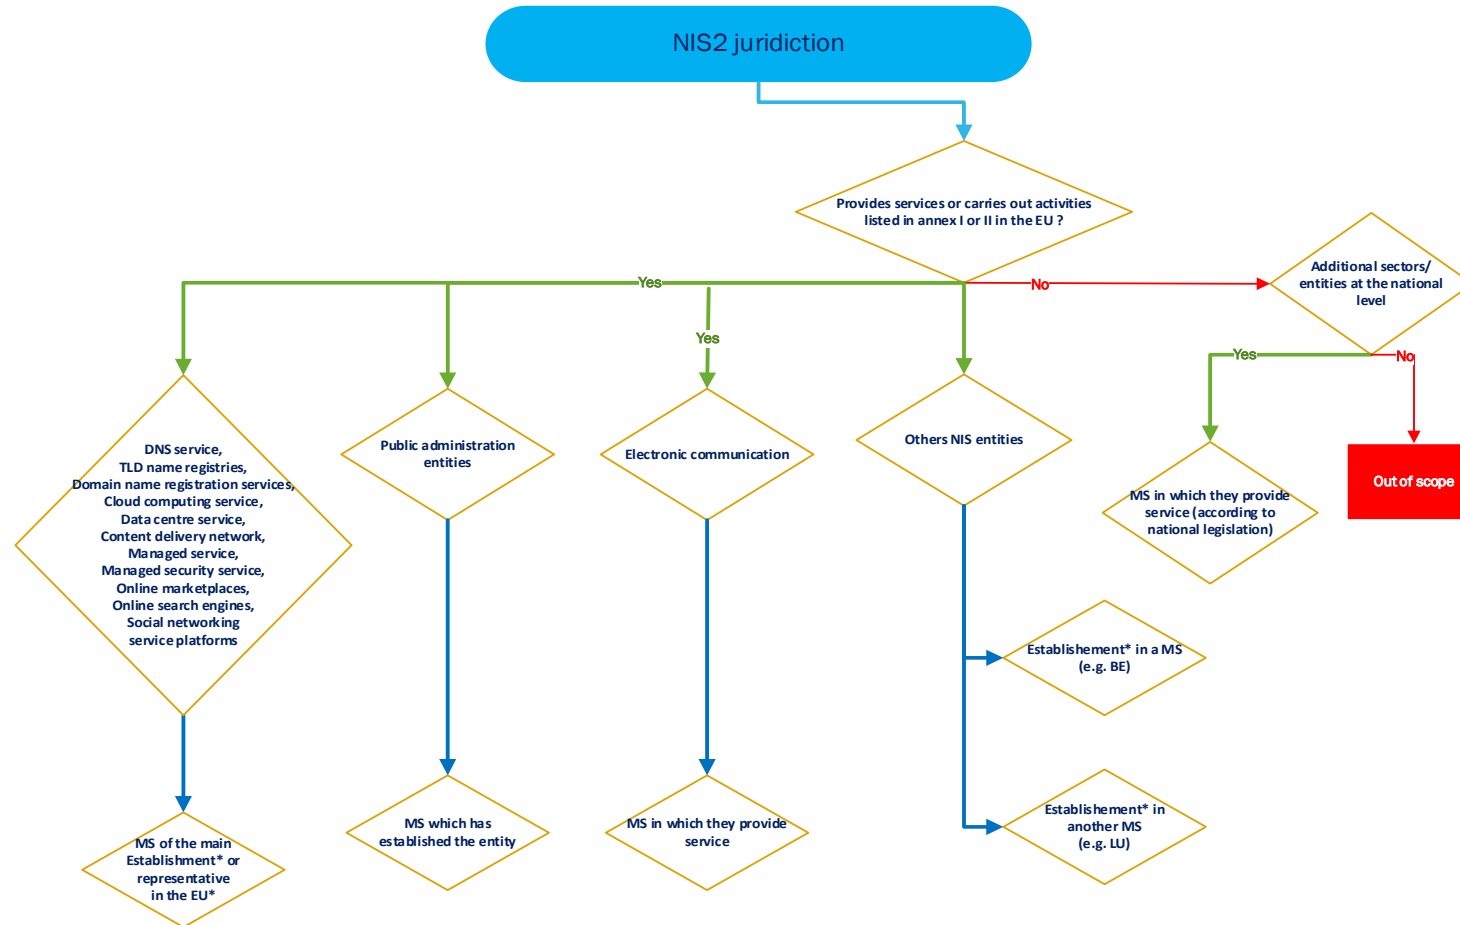 NIS2 juridiction
Provides services or carries out activities
listed in annex I or II in the EU ?
Additional sectors/
entities at the national
level
Yes
No
Yes
Yes
No
DNS service,
TLD name registries,
Domain name registration services,
Cloud computing service,
Data centre service,
Content delivery network,
Managed service,
Managed security service,
Online marketplaces,
Online search engines,
Social networking
service platforms
Public administration
entities
Electronic communication
Others NIS entities
MS in which they provide
service (according to
national legislation)
Out of scope
Establishement* in a MS
(e.g. BE)
Establishement* in
another MS
(e.g. LU)
MS of the main
Establishment* or
representative
in the EU*
MS which has
established the entity
MS in which they provide
service